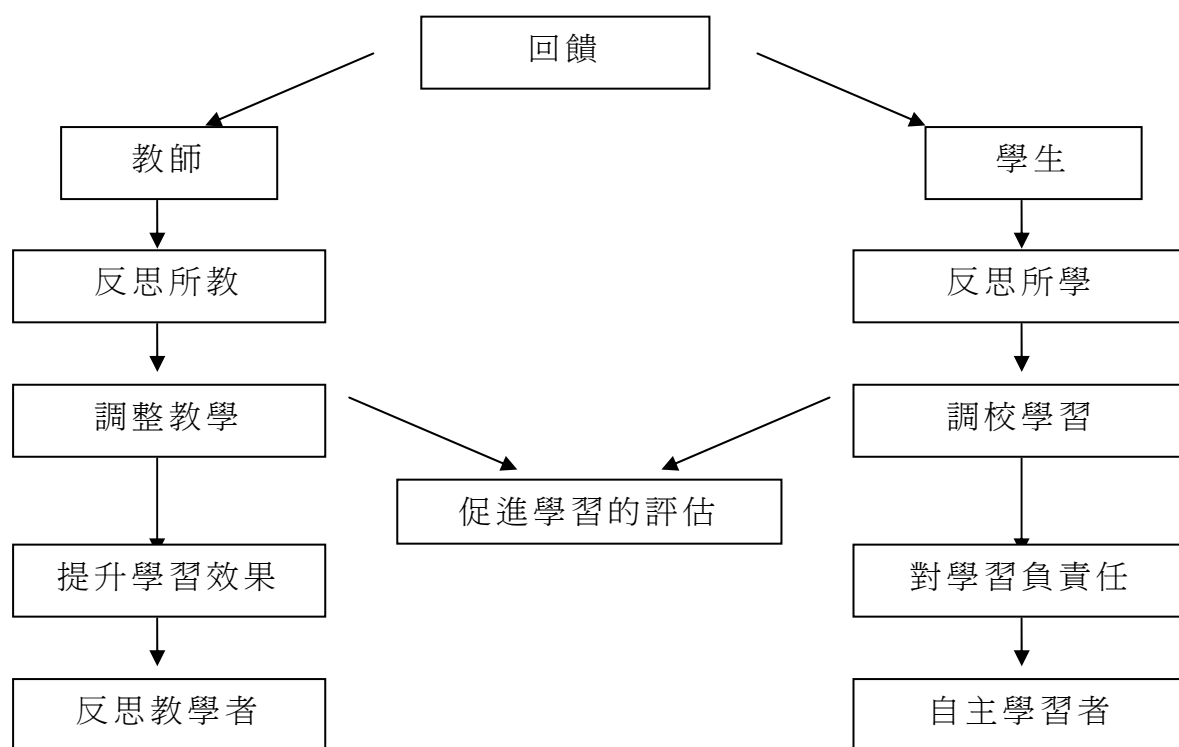 回饋
教師
學生
反思所教
反思所學
調整教學
調校學習
促進學習的評估
提升學習效果
對學習負責任
反思教學者
自主學習者